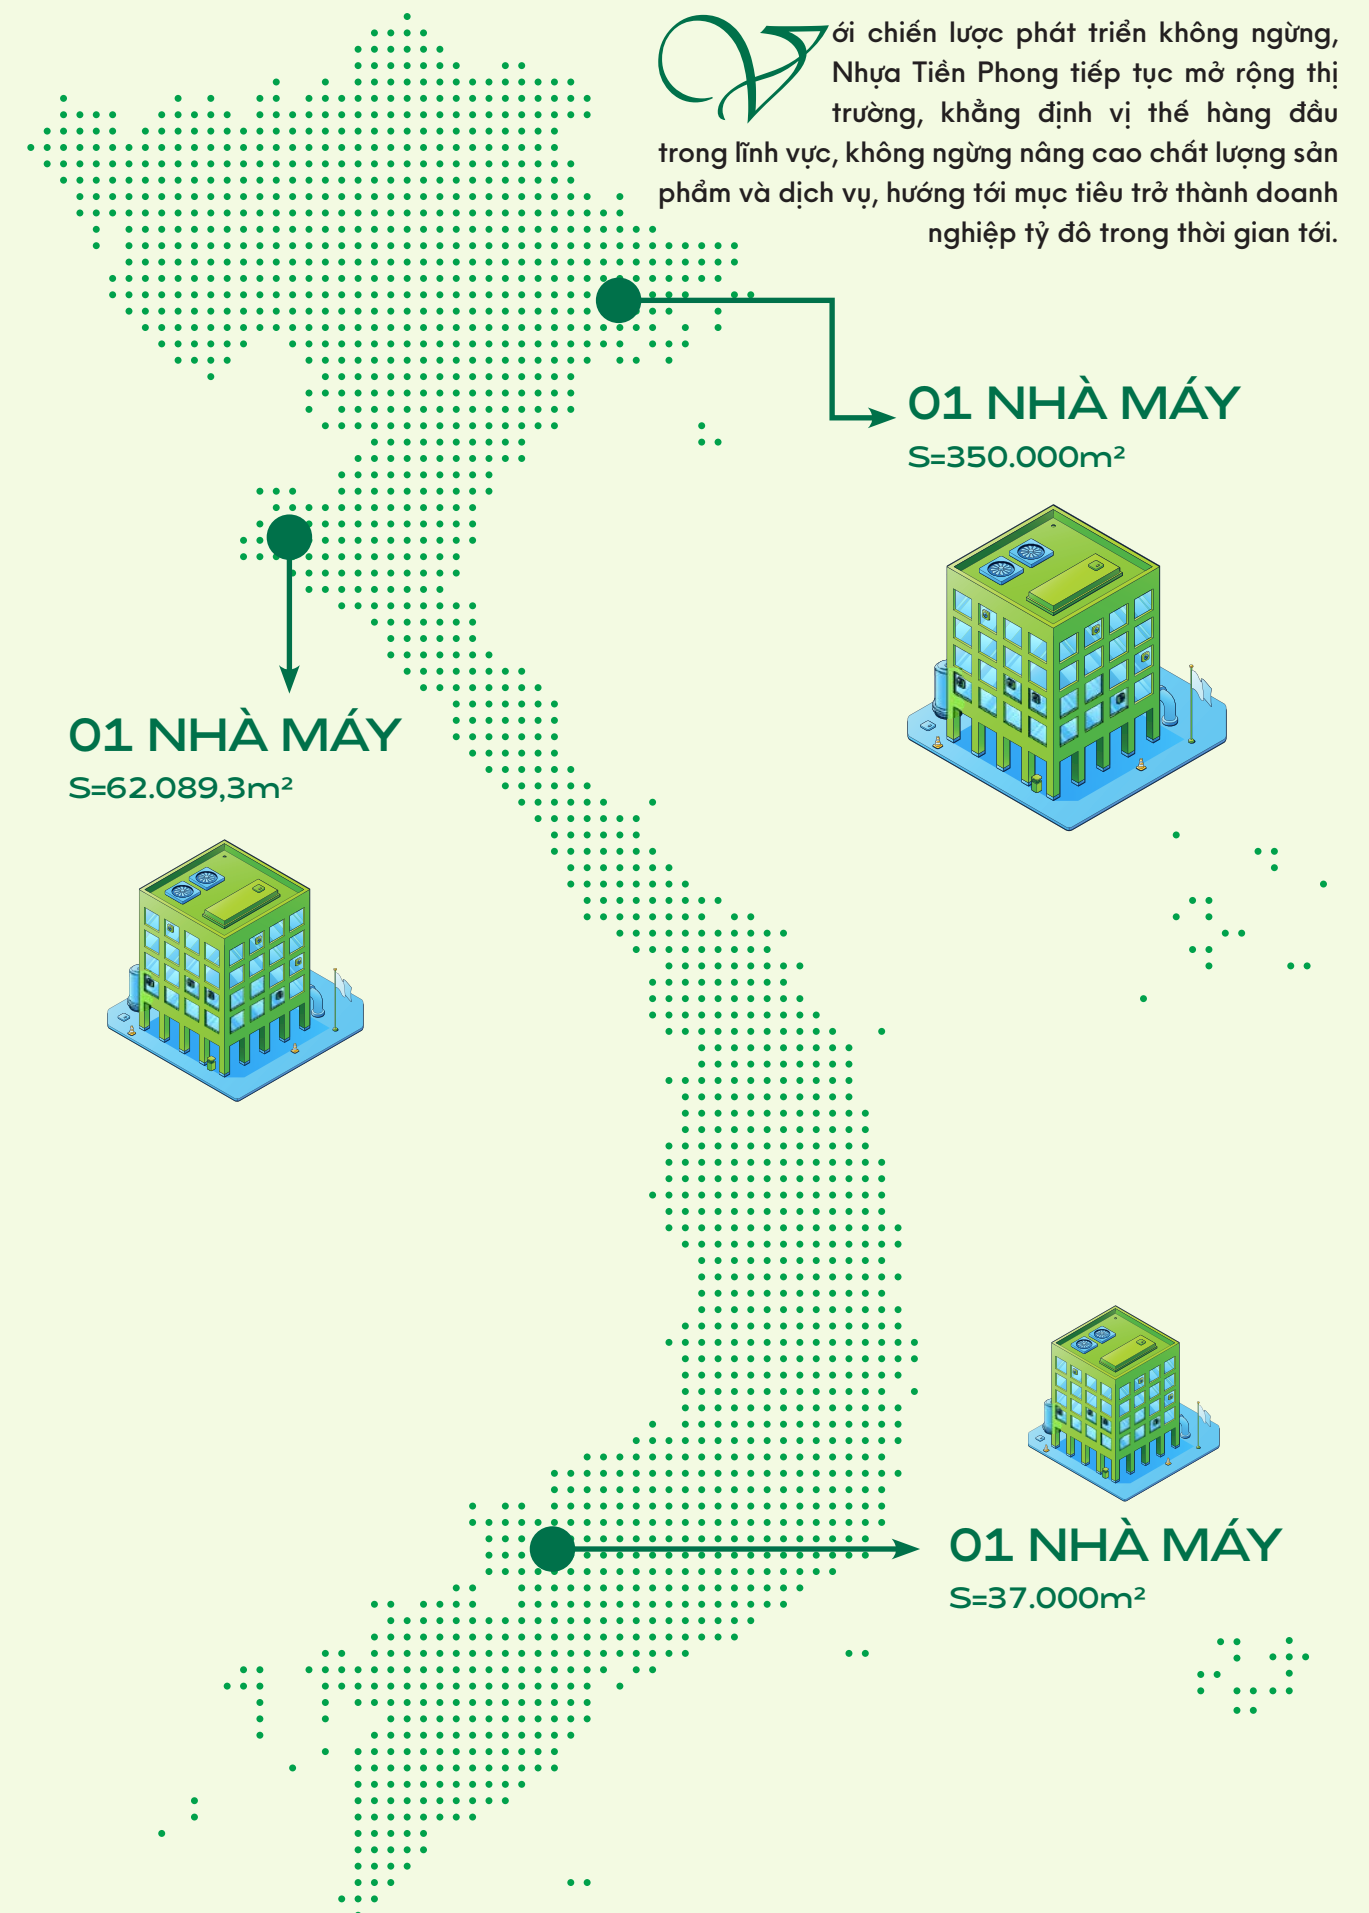 Với chiến lược phát triển không ngừng,
Nhựa Tiền Phong tiếp tục mở rộng thị
trường, khẳng định vị thế hàng đầu
trong lĩnh vực, không ngừng nâng cao chất lượng sản
phẩm và dịch vụ, hướng tới mục tiêu trở thành doanh
nghiệp tỷ đô trong thời gian tới.
01 NHÀ MÁY
S=350.000m²
01 NHÀ MÁY
S=62.089,3m²
01 NHÀ MÁY
S=37.000m²